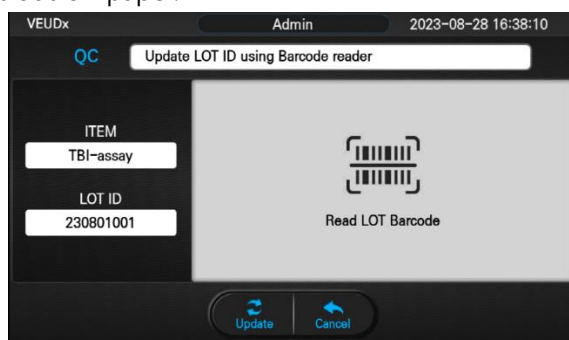 VEUDx Admin 2023-08-28 16:38:10
QC Update LOT ID using Barcode reader
ITEM
TBI-assay
LOT ID
230801001
Read LOT Barcode
Update Cancel